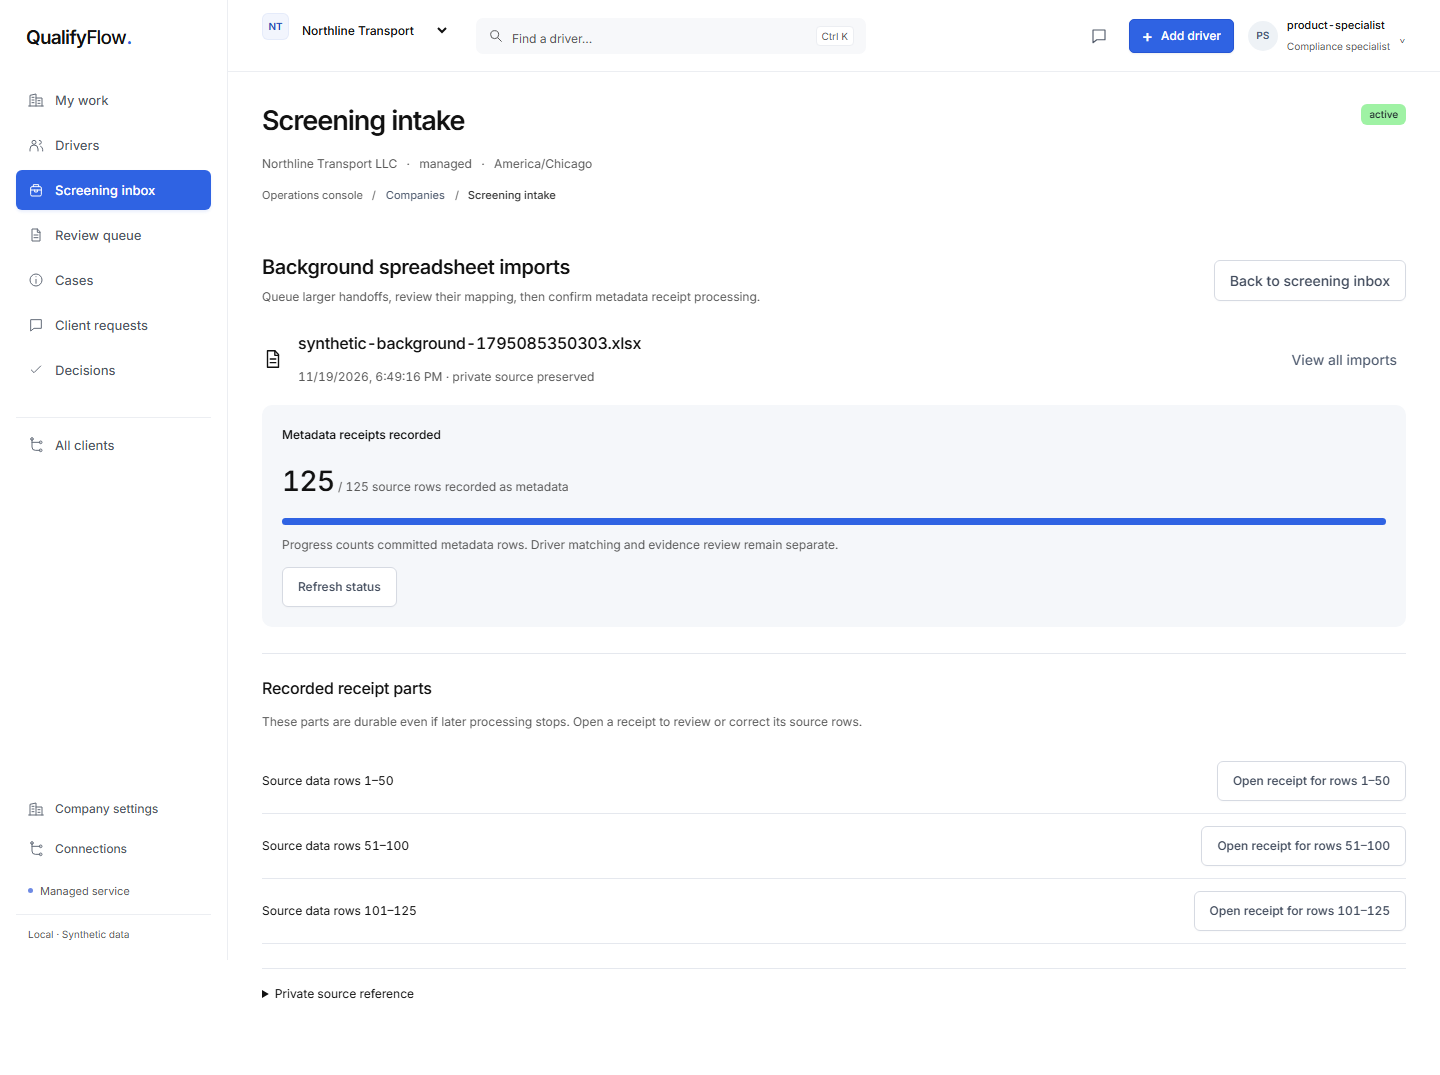 QualifyFlow.
My work
Drivers
Screening inbox
Review queue
Cases
Client requests
Decisions
All clients
Company settings
Connections
Managed service
Local · Synthetic data
NT
Northline Transport
Find a driver...
Ctrl K
+ Add driver
PS
product-specialist
Compliance specialist
Screening intake
active
Northline Transport LLC · managed · America/Chicago
Operations console / Companies / Screening intake
Background spreadsheet imports
Queue larger handoffs, review their mapping, then confirm metadata receipt processing.
Back to screening inbox
synthetic-background-1795085350303.xlsx
11/19/2026, 6:49:16 PM · private source preserved
View all imports
Metadata receipts recorded
125 / 125 source rows recorded as metadata
Progress counts committed metadata rows. Driver matching and evidence review remain separate.
Refresh status
Recorded receipt parts
These parts are durable even if later processing stops. Open a receipt to review or correct its source rows.
Source data rows 1–50
Open receipt for rows 1–50
Source data rows 51–100
Open receipt for rows 51–100
Source data rows 101–125
Open receipt for rows 101–125
Private source reference